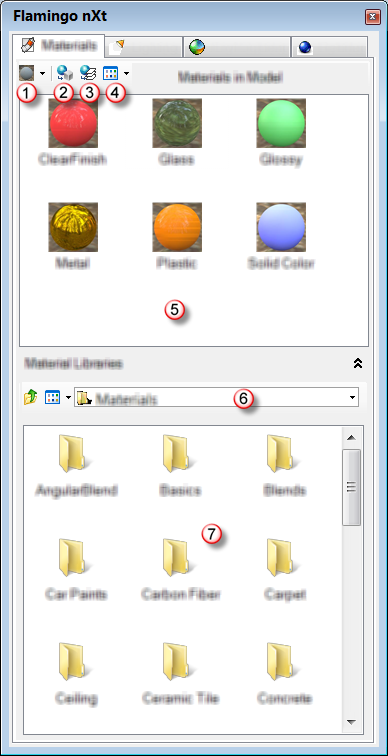 Flamingo nXt
Materials
Materials in Model
1 2 3 4
ClearFinish Glass Glossy
Metal Plastic Solid Color
5
Material Libraries
Materials 6
AngularBlend Basics Blends
7
Car Paints Carbon Fiber Carpet
Ceiling Ceramic Tile Concrete